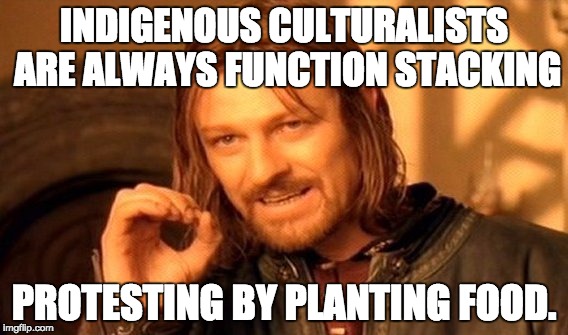 INDIGENOUS CULTURALISTS
ARE ALWAYS FUNCTION STACKING
PROTESTING BY PLANTING FOOD.
imgflip.com